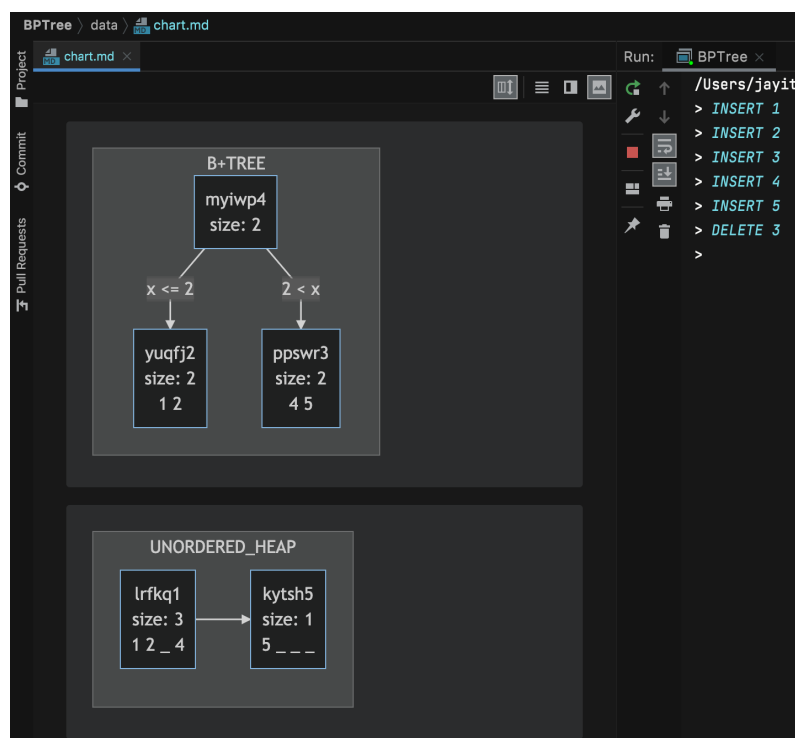 BPTree 〉 data 〉 chart.md
chart.md ×
Run: BPTree ×
Project
Commit
Pull Requests
B+TREE
myiwp4
size: 2
x <= 2
2 < x
yuqfj2
size: 2
1 2
ppswr3
size: 2
4 5
UNORDERED_HEAP
lrfkq1
size: 3
1 2 _ 4
kytsh5
size: 1
5 _ _ _
/Users/jayit
> INSERT 1
> INSERT 2
> INSERT 3
> INSERT 4
> INSERT 5
> DELETE 3
>